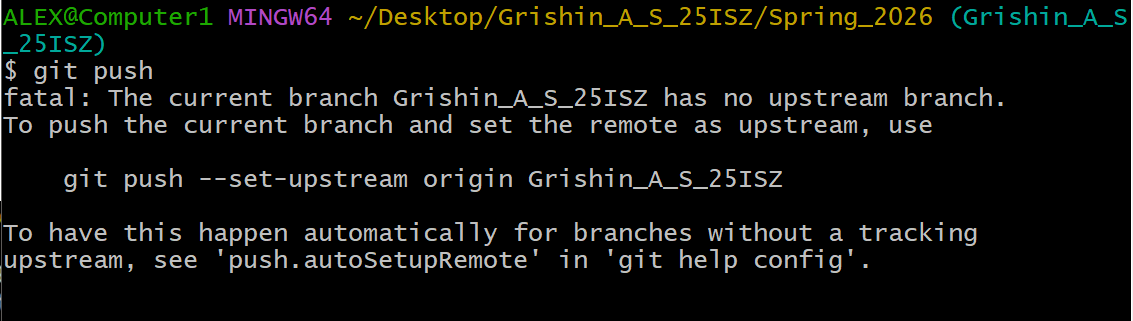 ALEX@Computer1 MINGW64 ~/Desktop/Grishin_A_S_25ISZ/Spring_2026 (Grishin_A_S
_25ISZ)
$ git push
fatal: The current branch Grishin_A_S_25ISZ has no upstream branch.
To push the current branch and set the remote as upstream, use

    git push --set-upstream origin Grishin_A_S_25ISZ

To have this happen automatically for branches without a tracking
upstream, see 'push.autoSetupRemote' in 'git help config'.